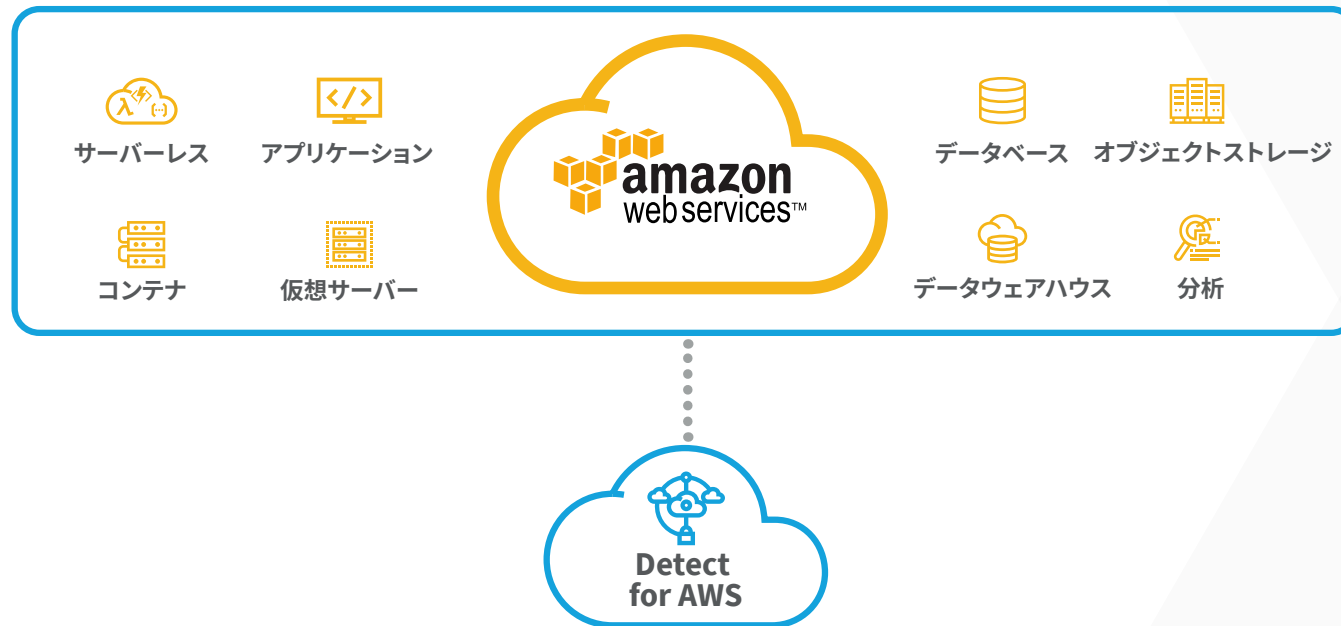 サーバーレス
アプリケーション
コンテナ
仮想サーバー
amazon
web services™
データベース
オブジェクトストレージ
データウェアハウス
分析
Detect
for AWS